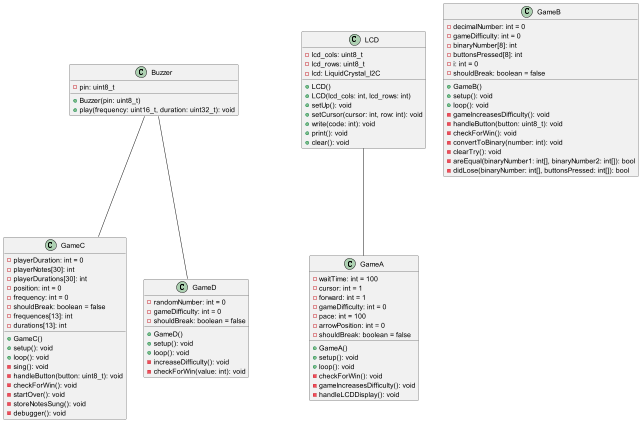 C Buzzer
pin: uint8_t
Buzzer(pin: uint8_t)
play(frequency: uint16_t, duration: uint32_t): void
C LCD
lcd_cols: uint8_t
lcd_rows: uint8_t
lcd: LiquidCrystal_I2C
LCD()
LCD(lcd_cols: int, lcd_rows: int)
setUp(): void
setCursor(cursor: int, row: int): void
write(code: int): void
print(): void
clear(): void
C GameB
decimalNumber: int = 0
gameDifficulty: int = 0
binaryNumber[8]: int
buttonsPressed[8]: int
i: int = 0
shouldBreak: boolean = false
GameB()
setup(): void
loop(): void
gameIncreasesDifficulty(): void
handleButton(button: uint8_t): void
checkForWin(): void
convertToBinary(number: int): void
clearTry(): void
areEqual(binaryNumber1: int[], binaryNumber2: int[]): bool
didLose(binaryNumber: int[], buttonsPressed: int[]): bool
C GameC
playerDuration: int = 0
playerNotes[30]: int
playerDurations[30]: int
position: int = 0
frequency: int = 0
shouldBreak: boolean = false
frequencies[13]: int
durations[13]: int
GameC()
setup(): void
loop(): void
sing(): void
handleButton(button: uint8_t): void
checkForWin(): void
startOver(): void
storeNotesSung(): void
debugger(): void
C GameD
randomNumber: int = 0
gameDifficulty: int = 0
shouldBreak: boolean = false
GameD()
setup(): void
loop(): void
increaseDifficulty(): void
checkForWin(value: int): void
C GameA
waitTime: int = 100
cursor: int = 1
forward: int = 1
gameDifficulty: int = 0
pace: int = 100
arrowPosition: int = 0
shouldBreak: boolean = false
GameA()
setup(): void
loop(): void
checkForWin(): void
gameIncreasesDifficulty(): void
handleLCDDisplay(): void